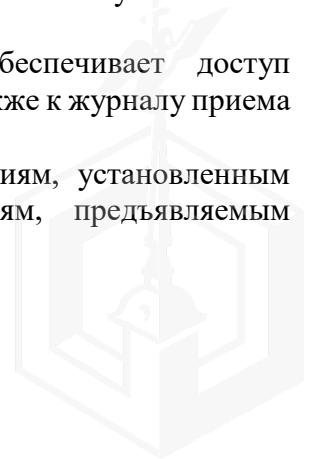 беспечивает доступ
кже к журналу приема
иям, установленным
ям, предъявляемым